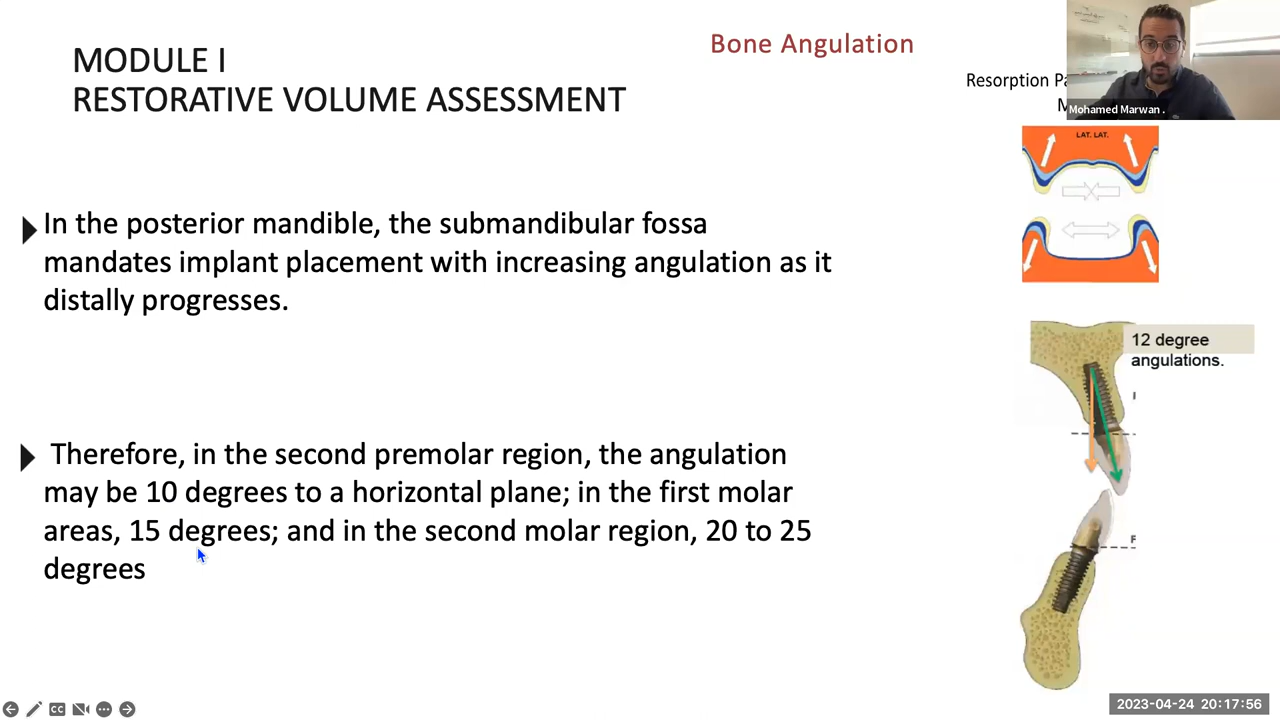 MODULE I
RESTORATIVE VOLUME ASSESSMENT
Bone Angulation
Resorption
Mohamed Marwan .
LAT. LAT.
In the posterior mandible, the submandibular fossa
mandates implant placement with increasing angulation as it
distally progresses.
12 degree
angulations.
Therefore, in the second premolar region, the angulation
may be 10 degrees to a horizontal plane; in the first molar
areas, 15 degrees; and in the second molar region, 20 to 25
degrees
F
CC
2023-04-24 20:17:56